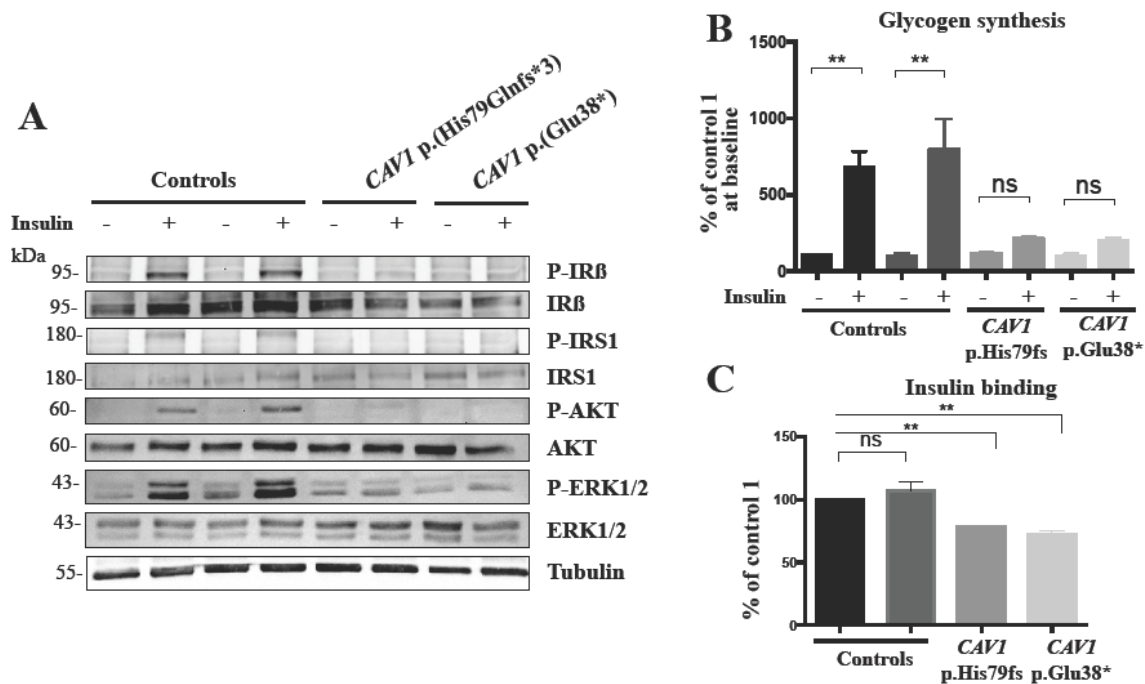 A
Controls
CAV1 p.(His79Glnfs*3)
CAV1 p.(Glu38*)
Insulin - + - + - + - +
kDa
95- P-IRß
95- IRß
180- P-IRS1
180- IRS1
60- P-AKT
60- AKT
43- P-ERK1/2
43- ERK1/2
55- Tubulin
B
Glycogen synthesis
% of control 1
at baseline
1500
1000
500
0
** ** ns ns
Insulin - + - + - + - +
Controls
CAV1
p.His79fs
CAV1
p.Glu38*
C
Insulin binding
% of control 1
150
100
50
0
**
**
ns
Controls
CAV1
p.His79fs
CAV1
p.Glu38*